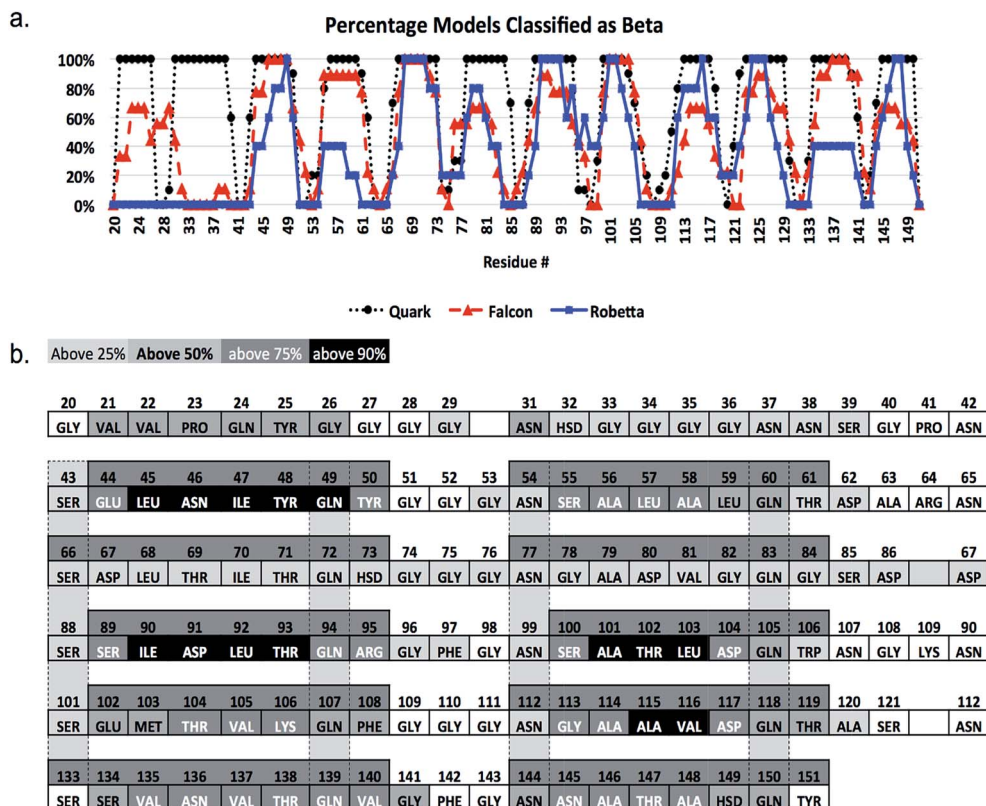 a.
Percentage Models Classified as Beta
100%
80%
60%
40%
20%
0%
20 24 28 33 37 41 45 49 53 57 61 65 69 73 77 81 85 89 93 97 101 105 109 113 117 121 125 129 133 137 141 145 149
Residue #
Quark Falcon Robetta
b.
Above 25% Above 50% above 75% above 90%
20 21 22 23 24 25 26 27 28 29 31 32 33 34 35 36 37 38 39 40 41 42
GLY VAL VAL PRO GLN TYR GLY GLY GLY GLY ASN HSD GLY GLY GLY GLY ASN ASN SER GLY PRO ASN
43 44 45 46 47 48 49 50 51 52 53 54 55 56 57 58 59 60 61 62 63 64 65
SER GLU LEU ASN ILE TYR GLN TYR GLY GLY GLY ASN SER ALA LEU ALA LEU GLN THR ASP ALA ARG ASN
66 67 68 69 70 71 72 73 74 75 76 77 78 79 80 81 82 83 84 85 86 67
SER ASP LEU THR ILE THR GLN HSD GLY GLY GLY ASN GLY ALA ASP VAL GLY GLN GLY SER ASP ASP
88 89 90 91 92 93 94 95 96 97 98 99 100 101 102 103 104 105 106 107 108 109 90
SER SER ILE ASP LEU THR GLN ARG GLY PHE GLY ASN SER ALA THR LEU ASP GLN TRP ASN GLY LYS ASN
101 102 103 104 105 106 107 108 109 110 111 112 113 114 115 116 117 118 119 120 121 112
SER GLU MET THR VAL LYS GLN PHE GLY GLY GLY ASN GLY ALA ALA VAL ASP GLN THR ALA SER ASN
133 134 135 136 137 138 139 140 141 142 143 144 145 146 147 148 149 150 151
SER SER VAL ASN VAL THR GLN VAL GLY PHE GLY ASN ASN ALA THR ALA HSD GLN TYR